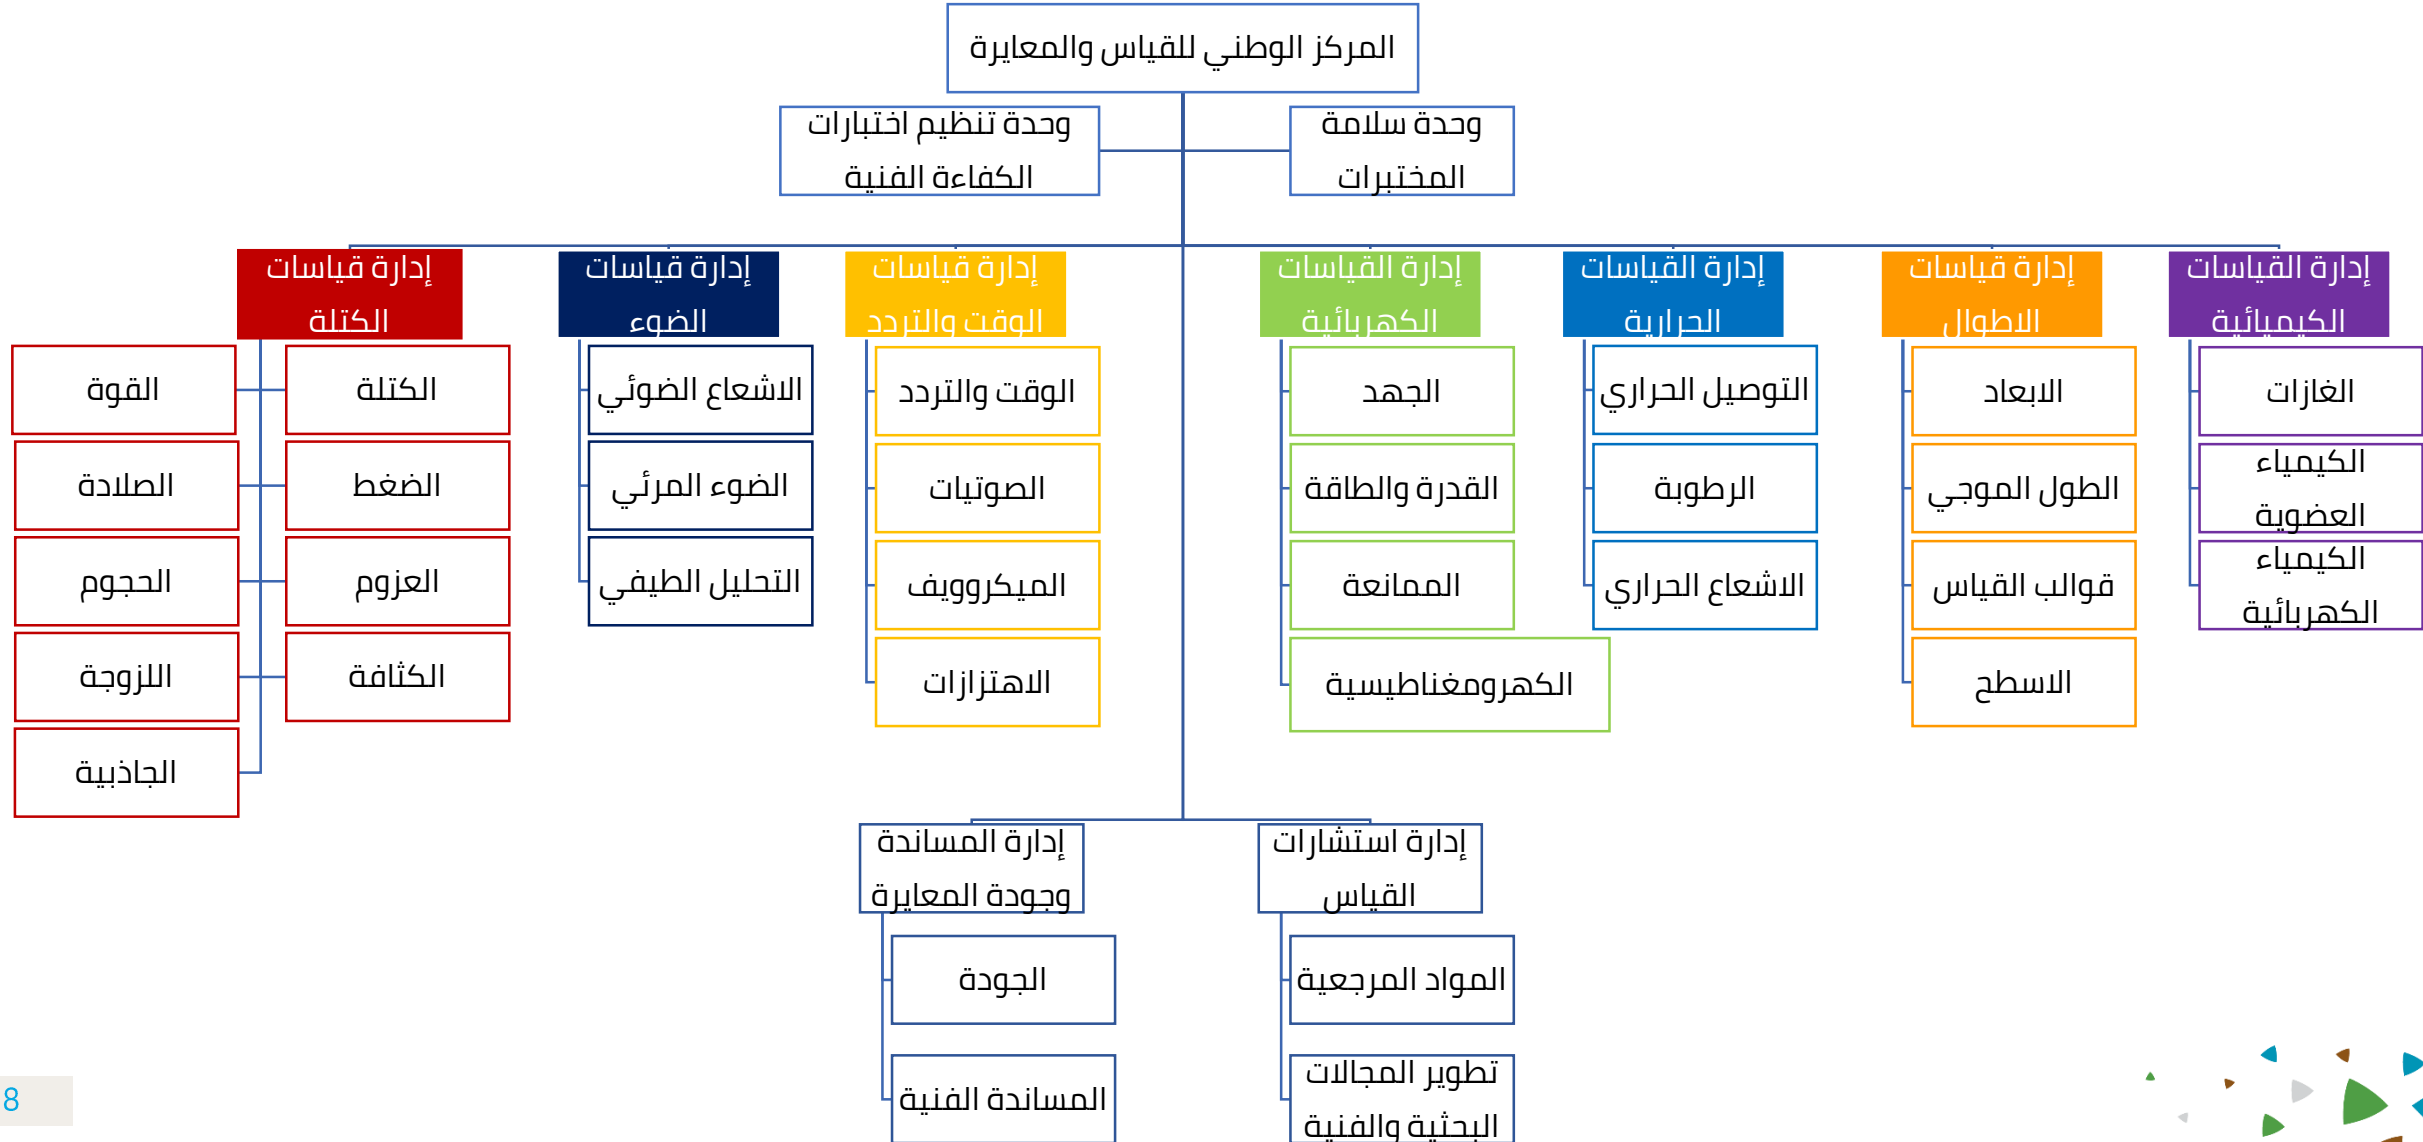 المركز الوطني للقياس والمعايرة
وحدة سلامة
المختبرات
وحدة تنظيم اختبارات
الكفاءة الفنية
إدارة القياسات
الكيميائية
الغازات
الكيمياء
العضوية
الكيمياء
الكهربائية
إدارة قياسات
الاطوال
الابعاد
الطول الموجي
قوالب القياس
الاسطح
إدارة القياسات
الحرارية
التوصيل الحراري
الرطوبة
الاشعاع الحراري
إدارة القياسات
الكهربائية
الجهد
القدرة والطاقة
الممانعة
الكهرومغناطيسية
إدارة قياسات
الوقت والتردد
الوقت والتردد
الصوتيات
الميكروويف
الاهتزازات
إدارة قياسات
الضوء
الاشعاع الضوئي
الضوء المرئي
التحليل الطيفي
إدارة قياسات
الكتلة
الكتلة
القوة
الضغط
الصلادة
العزوم
الحجوم
الكثافة
اللزوجة
الجاذبية
إدارة استشارات
القياس
المواد المرجعية
تطوير المجالات
البحثية والفنية
إدارة المساندة
وجودة المعايرة
الجودة
المساندة الفنية
8